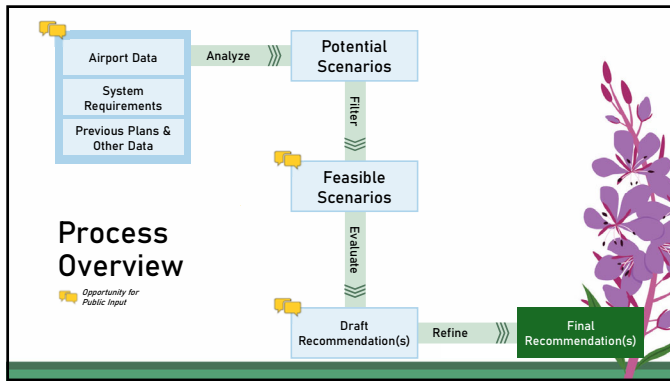 Airport Data
System
Requirements
Previous Plans &
Other Data
Analyze
Potential
Scenarios
Filter
Feasible
Scenarios
Evaluate
Process
Overview
Opportunity for
Public Input
Draft
Recommendation(s)
Refine
Final
Recommendation(s)